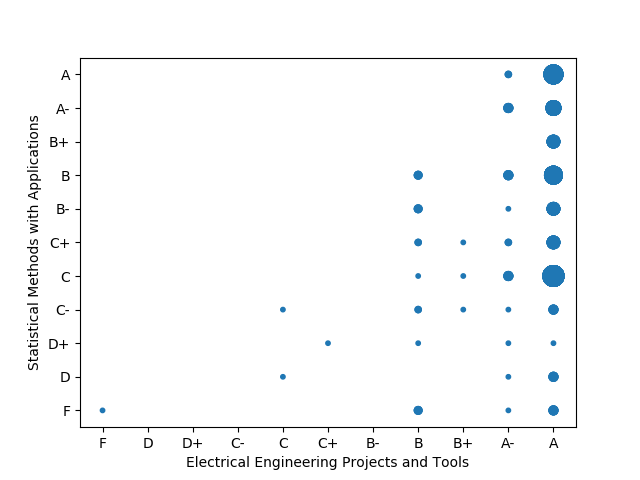 Statistical Methods with Applications
A
A-
B+
B
B-
C+
C
C-
D+
D
F
F D D+ C- C C+ B- B B+ A- A
Electrical Engineering Projects and Tools